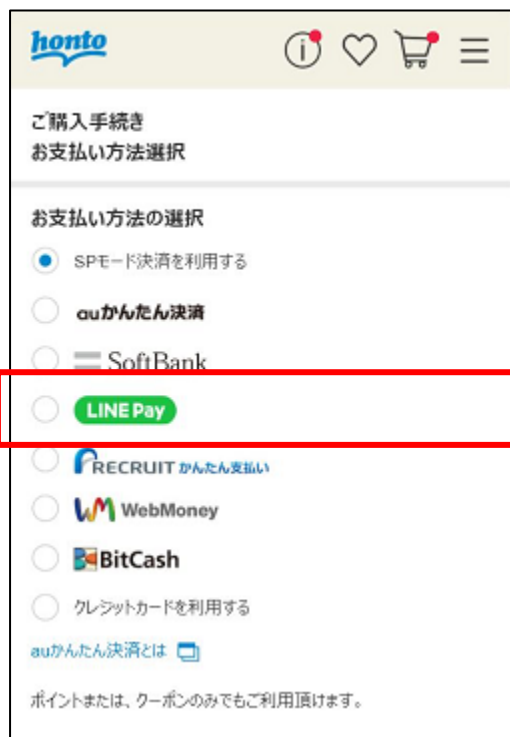 honto
ご購入手続き
お支払い方法選択
お支払い方法の選択
SPモード決済を利用する
auかんたん決済
SoftBank
LINE Pay
RECRUIT かんたん支払い
WebMoney
BitCash
クレジットカードを利用する
auかんたん決済とは
ポイントまたは、クーポンのみでもご利用頂けます。